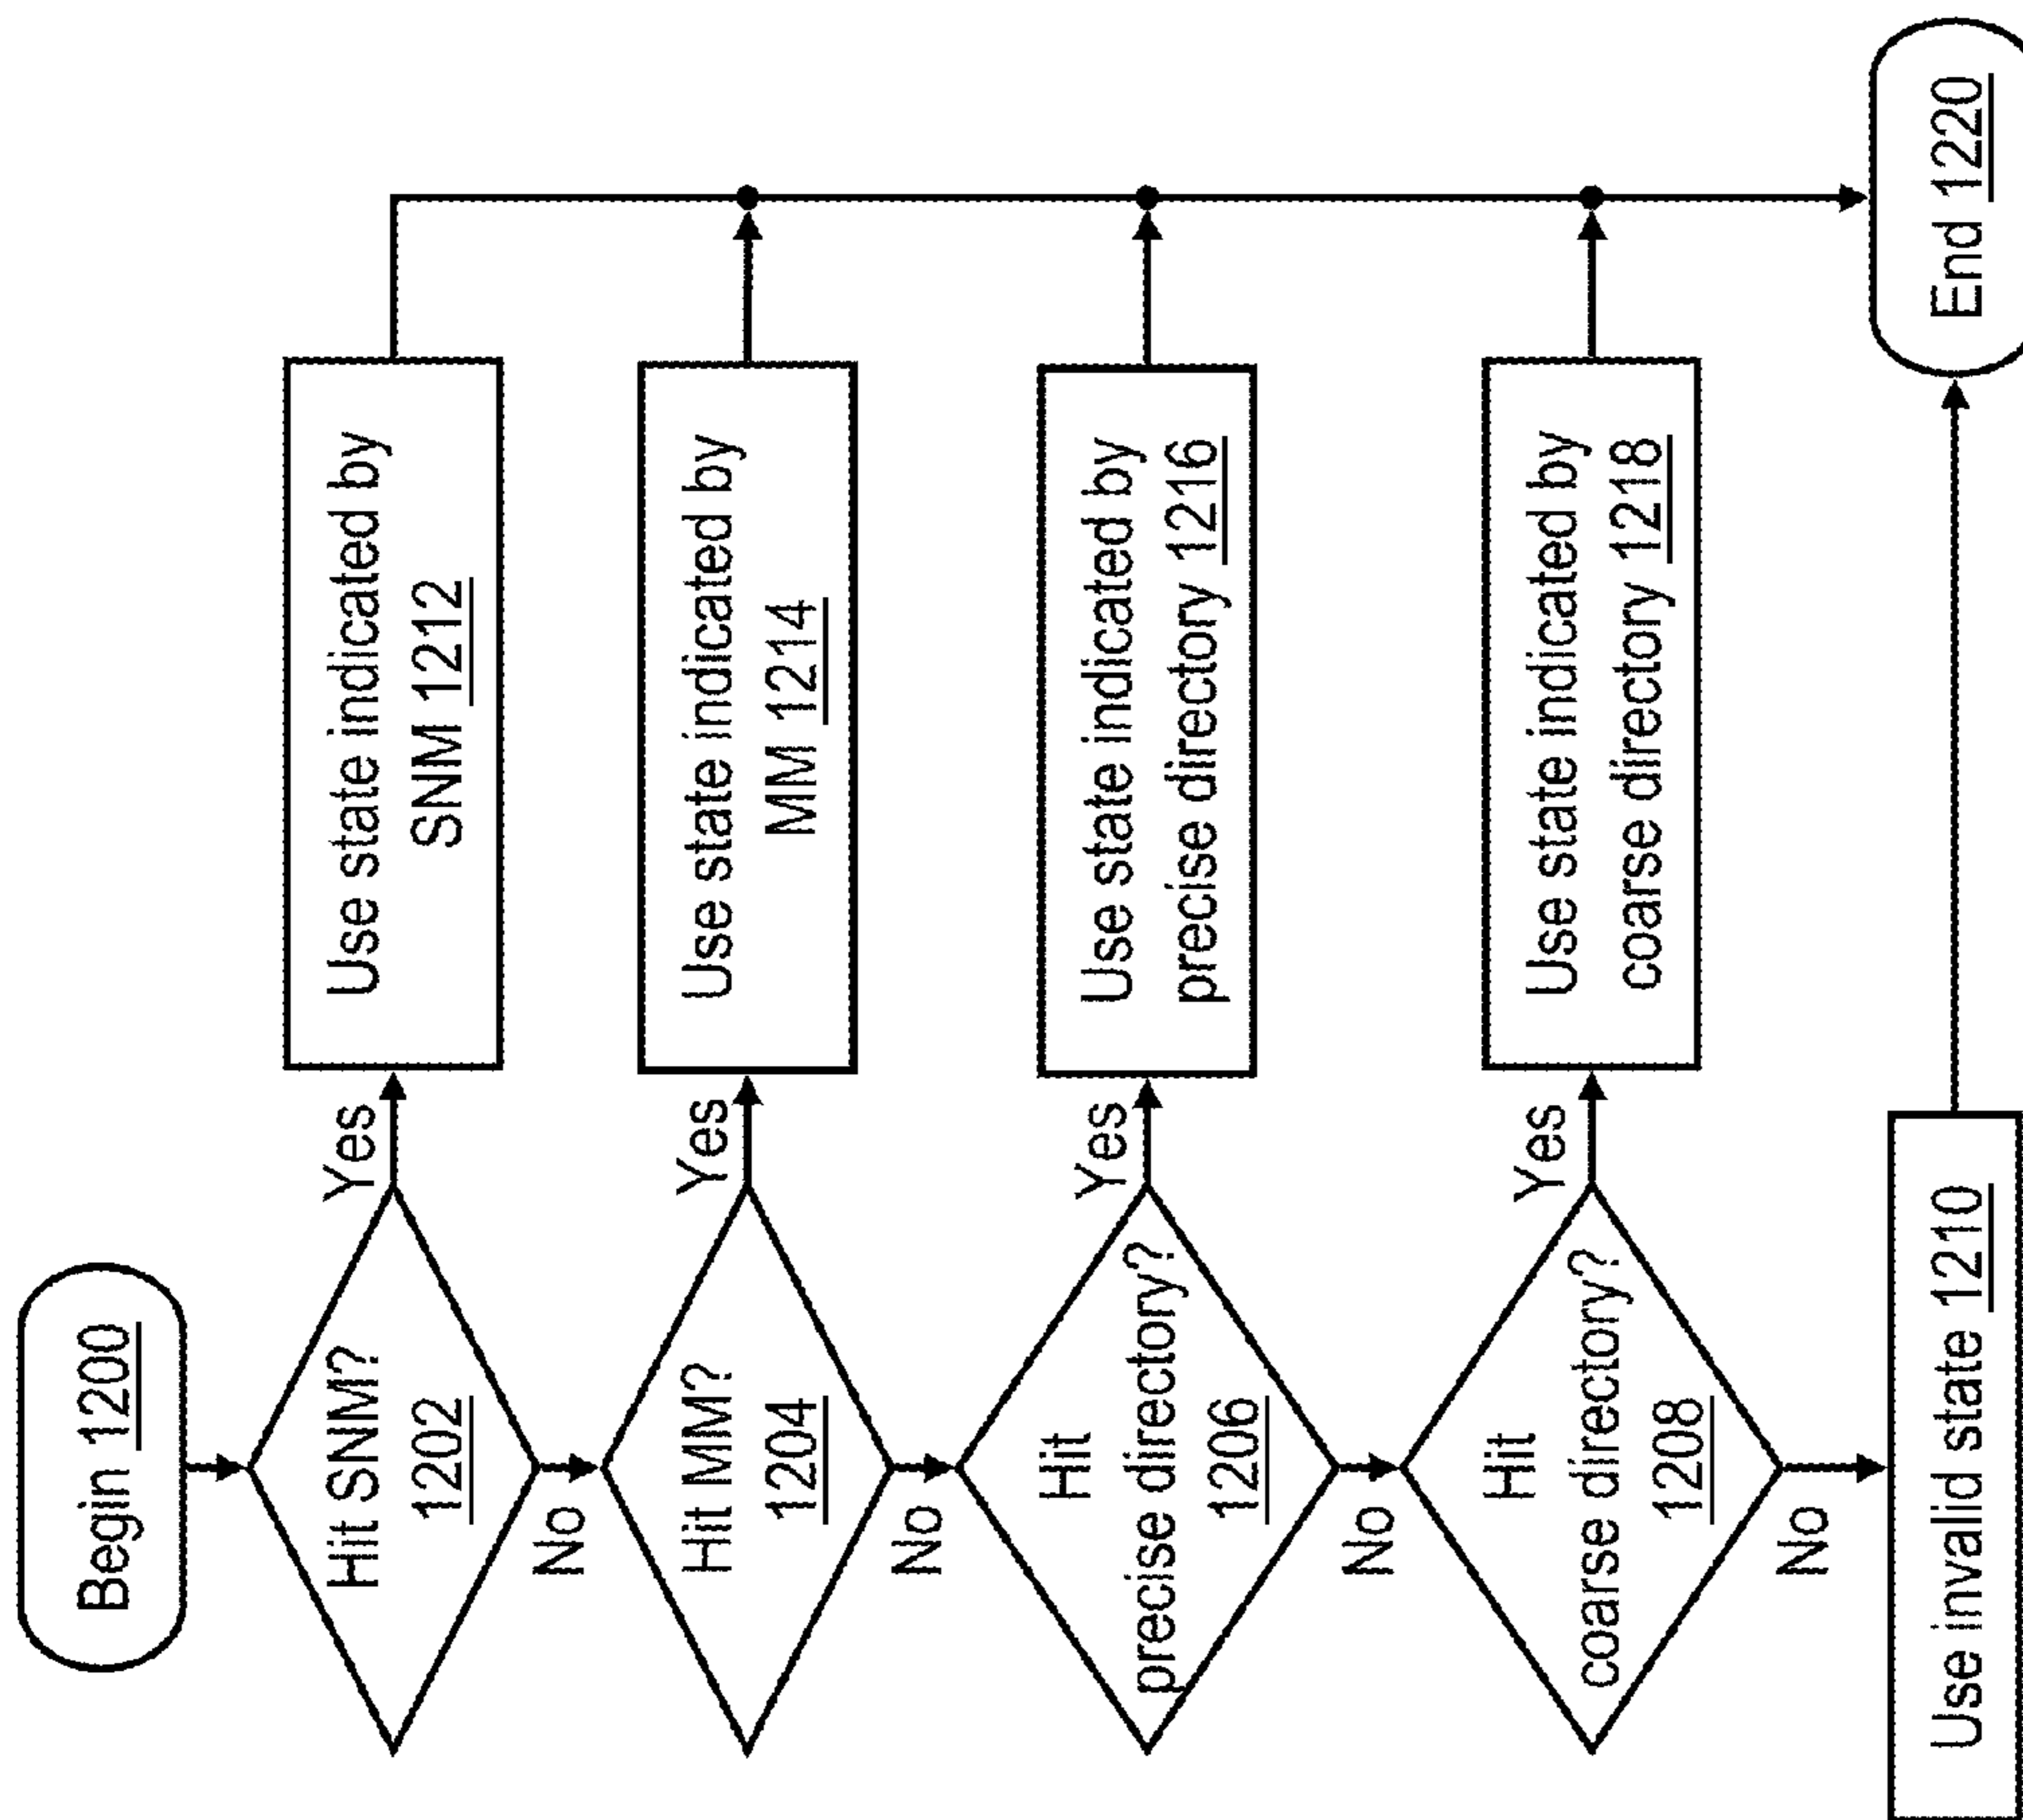 Begin 1200
Hit SNM?
1202
Yes
No
Use state indicated by
SNM 1212
Hit MM?
1204
Yes
No
Use state indicated by
MM 1214
Hit
precise directory?
1206
Yes
No
Use state indicated by
precise directory 1216
Hit
coarse directory?
1208
Yes
No
Use state indicated by
coarse directory 1218
Use invalid state 1210
End 1220